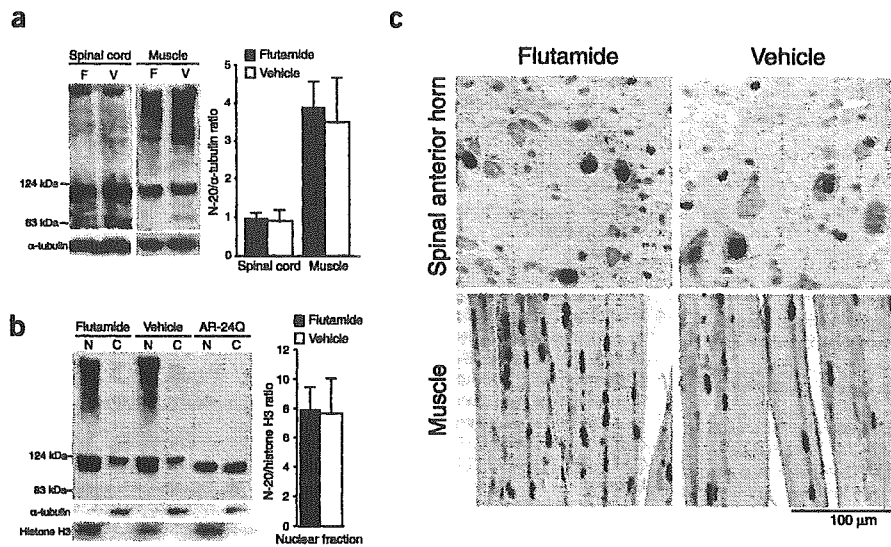 a
Spinal cord Muscle
F V F V
124 kDa
83 kDa
α-tubulin
Flutamide
Vehicle
N-20/α-tubulin ratio
5
4
3
2
1
0
Spinal cord Muscle
b
Flutamide Vehicle AR-24Q
N C N C N C
124 kDa
83 kDa
α-tubulin
Histone H3
Flutamide
Vehicle
N-20/histone H3 ratio
12
10
8
6
4
2
0
Nuclear fraction
c
Flutamide Vehicle
Spinal anterior horn
Muscle
100 μm